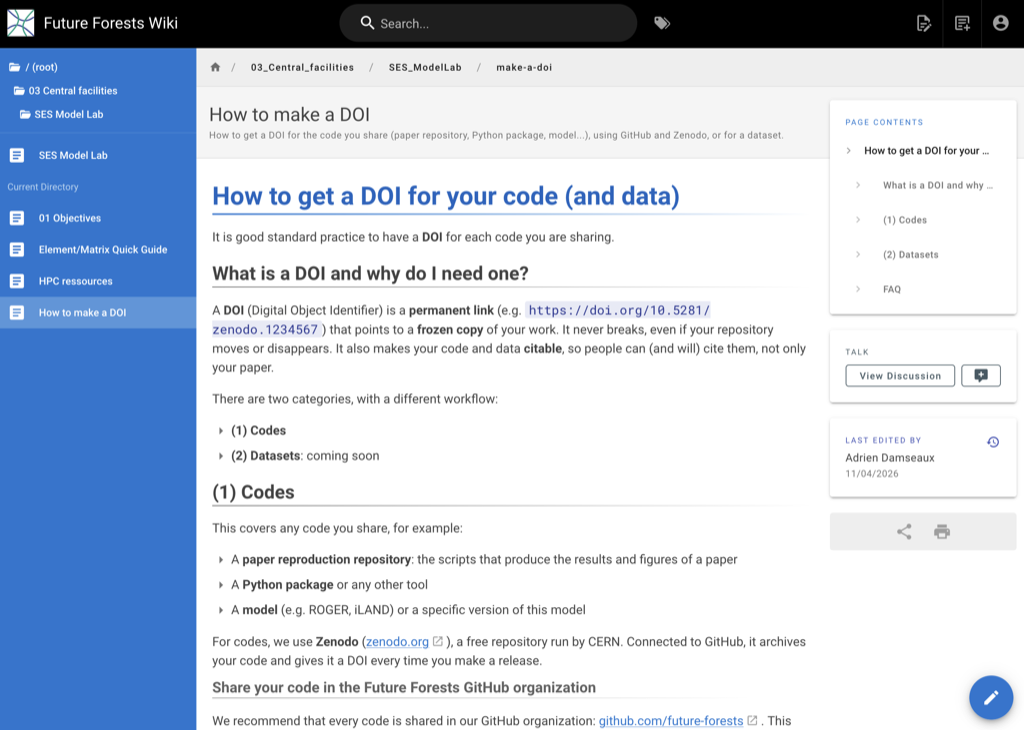 Future Forests Wiki
Search...
/ (root)
03 Central facilities
SES Model Lab
SES Model Lab
Current Directory
01 Objectives
Element/Matrix Quick Guide
HPC ressources
How to make a DOI
/ 03_Central_facilities / SES_ModelLab / make-a-doi
How to make a DOI
How to get a DOI for the code you share (paper repository, Python package, model...), using GitHub and Zenodo, or for a dataset.
How to get a DOI for your code (and data)
It is good standard practice to have a DOI for each code you are sharing.
What is a DOI and why do I need one?
A DOI (Digital Object Identifier) is a permanent link (e.g. https://doi.org/10.5281/
zenodo.1234567 ) that points to a frozen copy of your work. It never breaks, even if your repository
moves or disappears. It also makes your code and data citable, so people can (and will) cite them, not only
your paper.
There are two categories, with a different workflow:
(1) Codes
(2) Datasets: coming soon
(1) Codes
This covers any code you share, for example:
A paper reproduction repository: the scripts that produce the results and figures of a paper
A Python package or any other tool
A model (e.g. ROGER, iLAND) or a specific version of this model
For codes, we use Zenodo (zenodo.org ), a free repository run by CERN. Connected to GitHub, it archives
your code and gives it a DOI every time you make a release.
Share your code in the Future Forests GitHub organization
We recommend that every code is shared in our GitHub organization: github.com/future-forests . This
PAGE CONTENTS
How to get a DOI for your ...
What is a DOI and why ...
(1) Codes
(2) Datasets
FAQ
TALK
View Discussion
LAST EDITED BY
Adrien Damseaux
11/04/2026